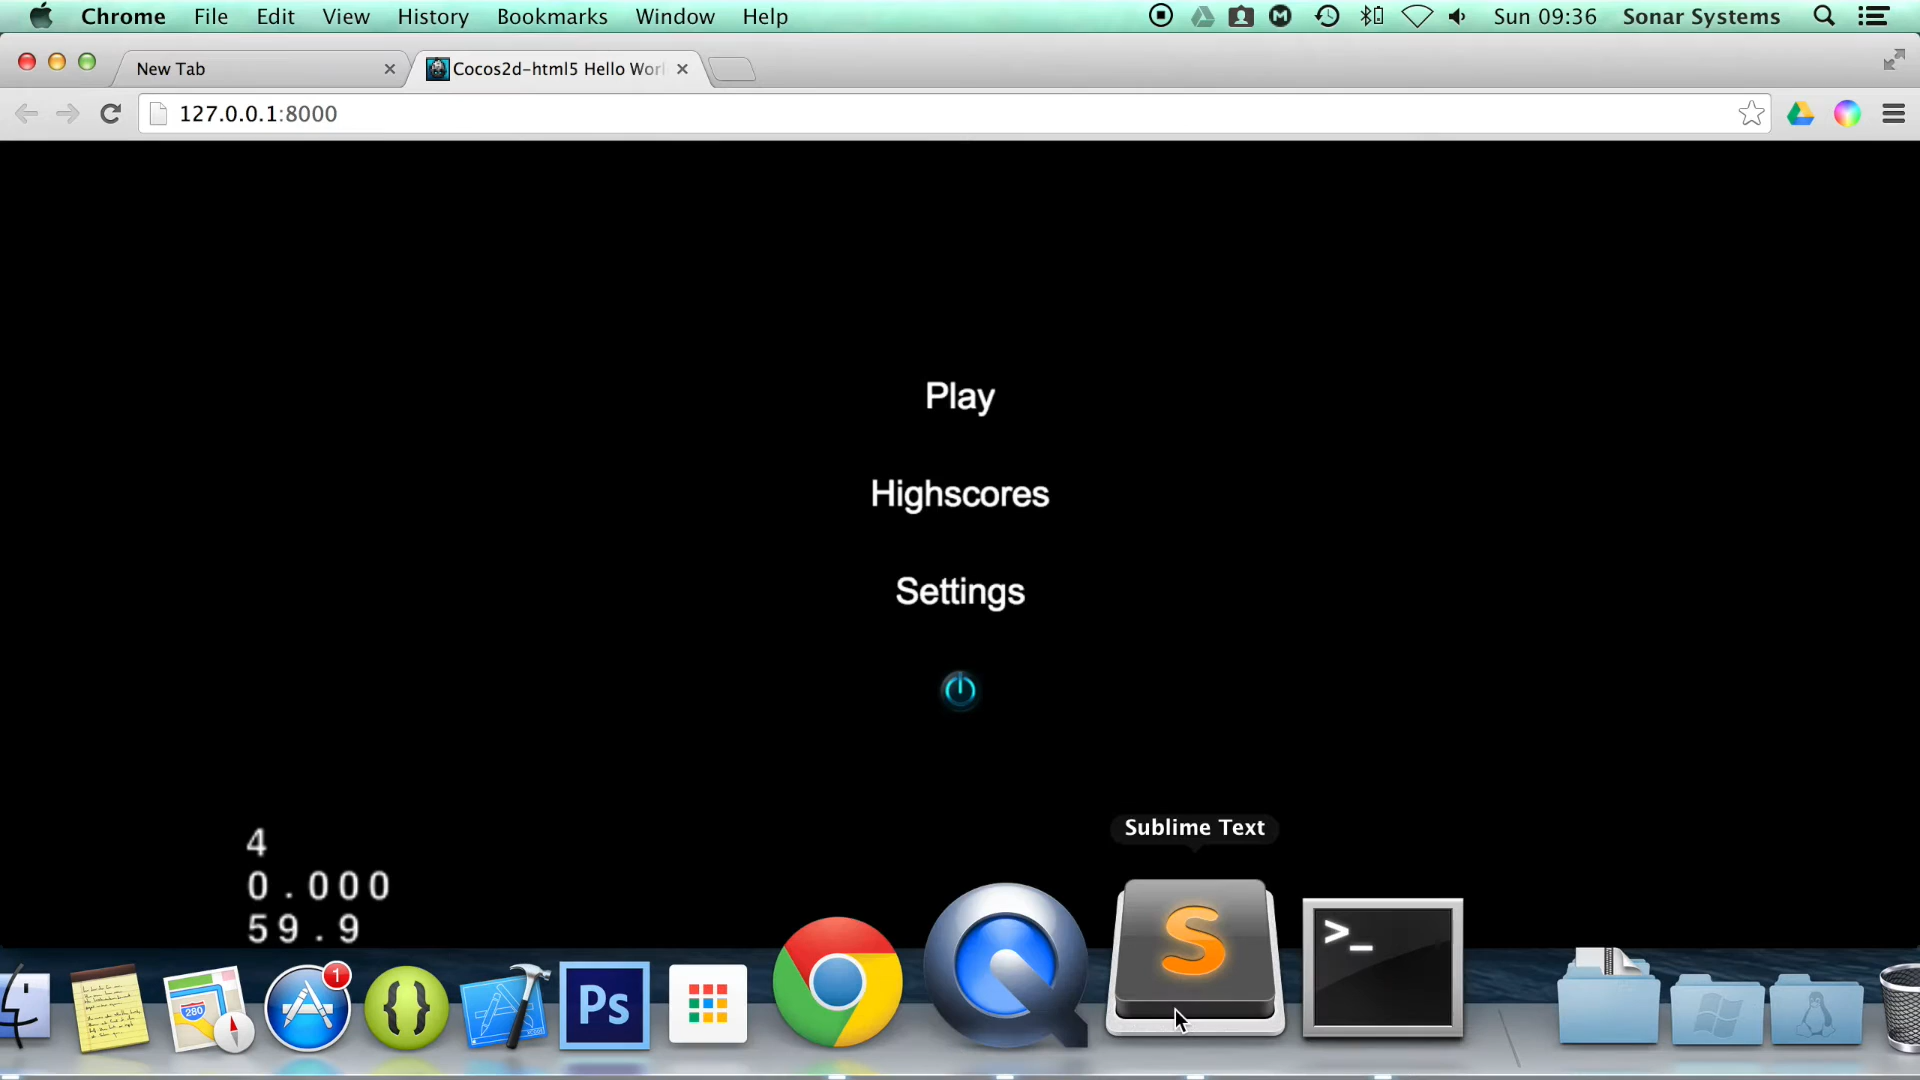 Chrome File Edit View History Bookmarks Window Help Sun 09:36 Sonar Systems
New Tab Cocos2d-html5 Hello Worl
127.0.0.1:8000
Play
Highscores
Settings
4
0.000
59.9
Sublime Text
1
280
Ps
S
>_